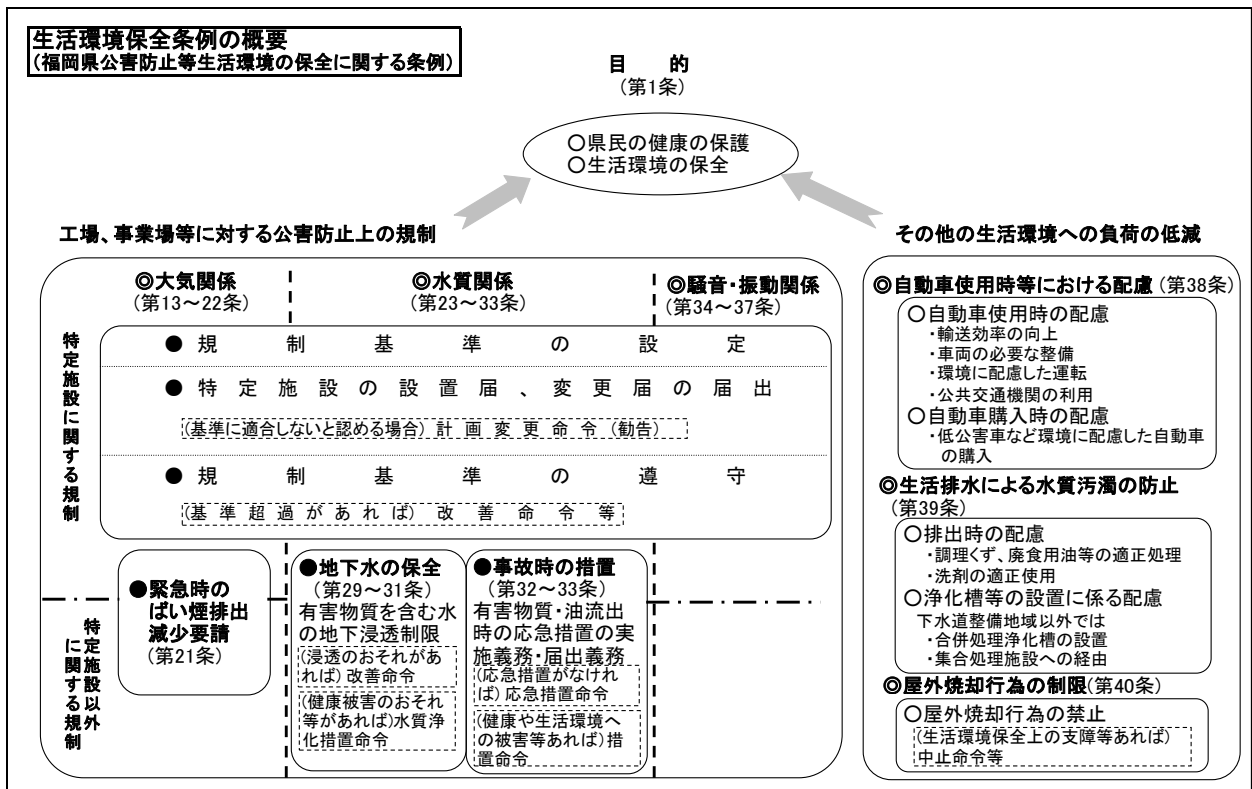 生活環境保全条例の概要
(福岡県公害防止等生活環境の保全に関する条例)
目 的
(第1条)
○県民の健康の保護
○生活環境の保全
工場、事業場等に対する公害防止上の規制
◎大気関係
(第13～22条)
◎水質関係
(第23～33条)
◎騒音・振動関係
(第34～37条)
特定施設に関する規制
● 規 制 基 準 の 設 定
● 特 定 施 設 の 設 置 届 、 変 更 届 の 届 出
(基準に適合しないと認める場合) 計 画 変 更 命 令 (勧告)
● 規 制 基 準 の 遵 守
(基 準 超 過 が あ れ ば) 改 善 命 令 等
特定施設以外
に関する規制
●緊急時の
ばい煙排出
減少要請
(第21条)
●地下水の保全
(第29～31条)
有害物質を含む水
の地下浸透制限
(浸透のおそれがあ
れば) 改善命令
(健康被害のおそれ
等があれば)水質浄
化措置命令
●事故時の措置
(第32～33条)
有害物質・油流出
時の応急措置の実
施義務・届出義務
(応急措置がなけれ
ば) 応急措置命令
(健康や生活環境へ
の被害等あれば)措
置命令
その他の生活環境への負荷の低減
◎自動車使用時等における配慮 (第38条)
○自動車使用時の配慮
・輸送効率の向上
・車両の必要な整備
・環境に配慮した運転
・公共交通機関の利用
○自動車購入時の配慮
・低公害車など環境に配慮した自動車
の購入
◎生活排水による水質汚濁の防止
(第39条)
○排出時の配慮
・調理くず、廃食用油等の適正処理
・洗剤の適正使用
○浄化槽等の設置に係る配慮
下水道整備地域以外では
・合併処理浄化槽の設置
・集合処理施設への経由
◎屋外焼却行為の制限(第40条)
○屋外焼却行為の禁止
(生活環境保全上の支障等あれば)
中止命令等